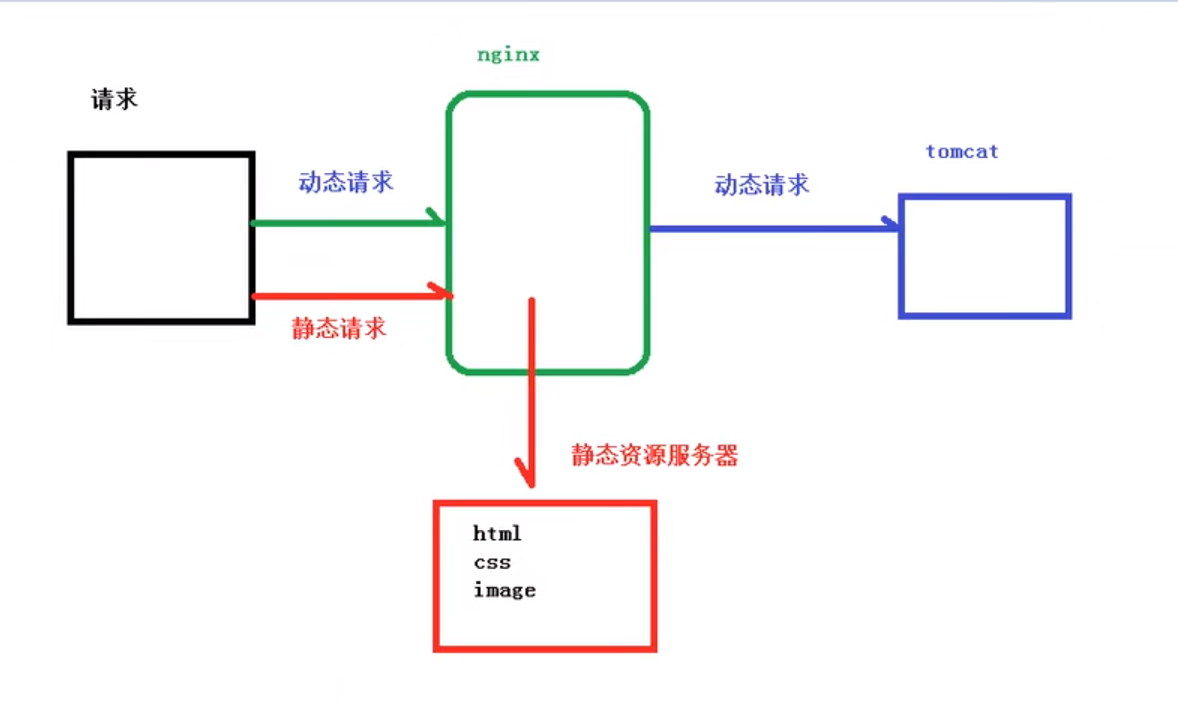 nginx
请求
tomcat
动态请求
动态请求
静态请求
静态资源服务器
html
css
image